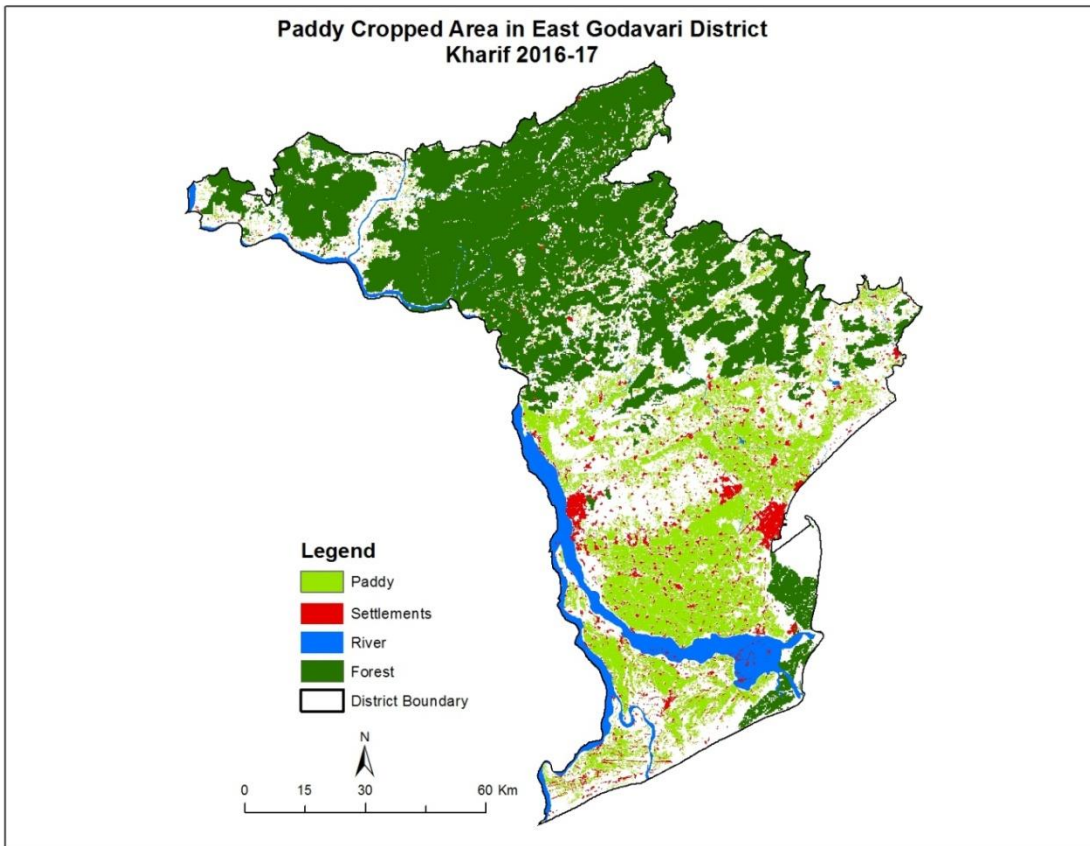 Paddy Cropped Area in East Godavari District
Kharif 2016-17
Legend
Paddy
Settlements
River
Forest
District Boundary
N
0 15 30 60 Km